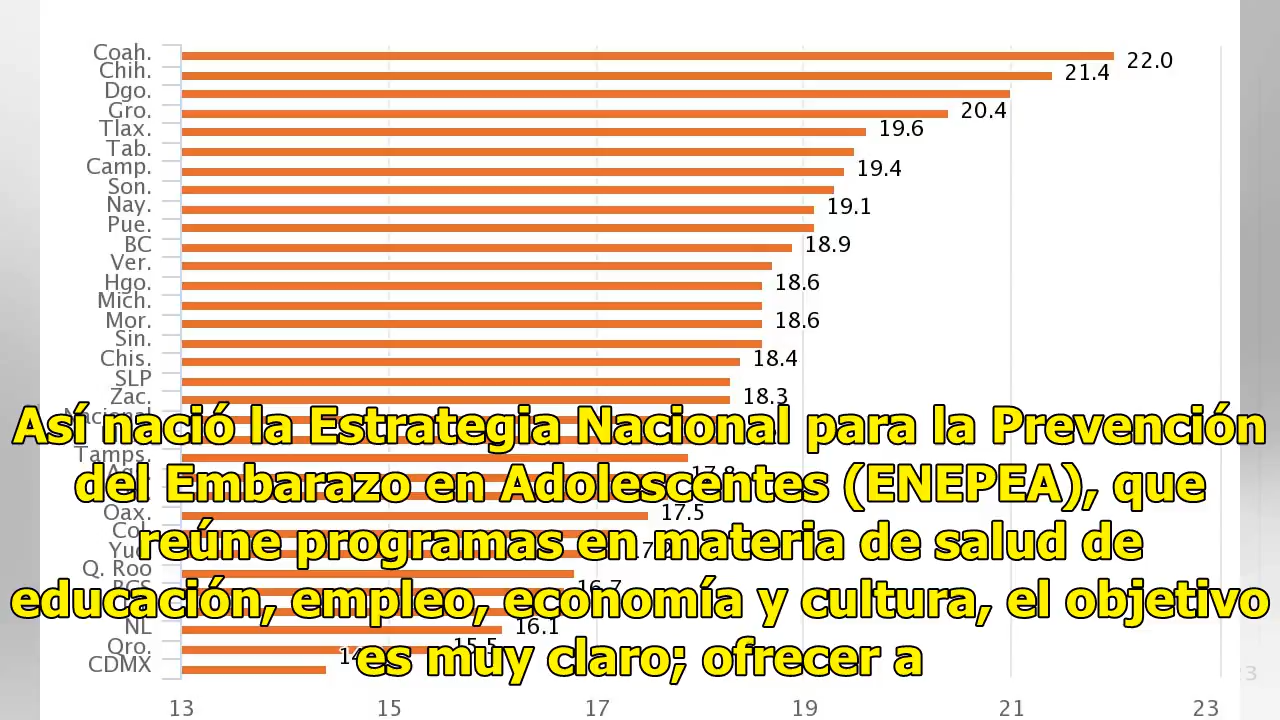 Coah. 22.0
Chih. 21.4
Dgo.
Gro. 20.4
Tlax. 19.6
Tab.
Camp. 19.4
Son.
Nay. 19.1
Pue.
BC 18.9
Ver.
Hgo. 18.6
Mich.
Mor. 18.6
Sin.
Chis. 18.4
SLP
Zac. 18.3
Así nació la Estrategia Nacional para la Prevención
Tamps.
del Embarazo en Adolescentes (ENEPEA), que
Oax. 17.5
reúne programas en materia de salud de
Q. Roo
educación, empleo, economía y cultura, el objetivo
NL 16.1
Qro. 15.5
es muy claro; ofrecer a
CDMX
13 15 17 19 21 23